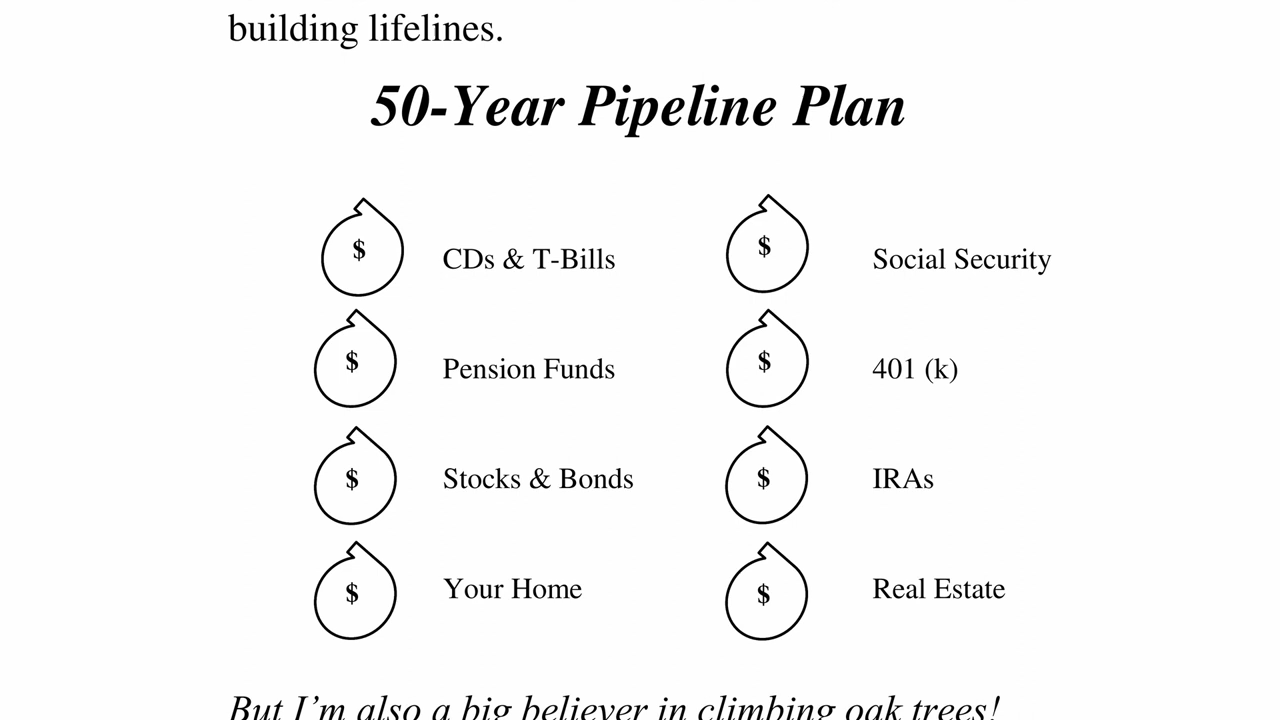 building lifelines.
50-Year Pipeline Plan
$ CDs & T-Bills $ Social Security
$ Pension Funds $ 401 (k)
$ Stocks & Bonds $ IRAs
$ Your Home $ Real Estate
But I’m also a big believer in climbing oak trees!